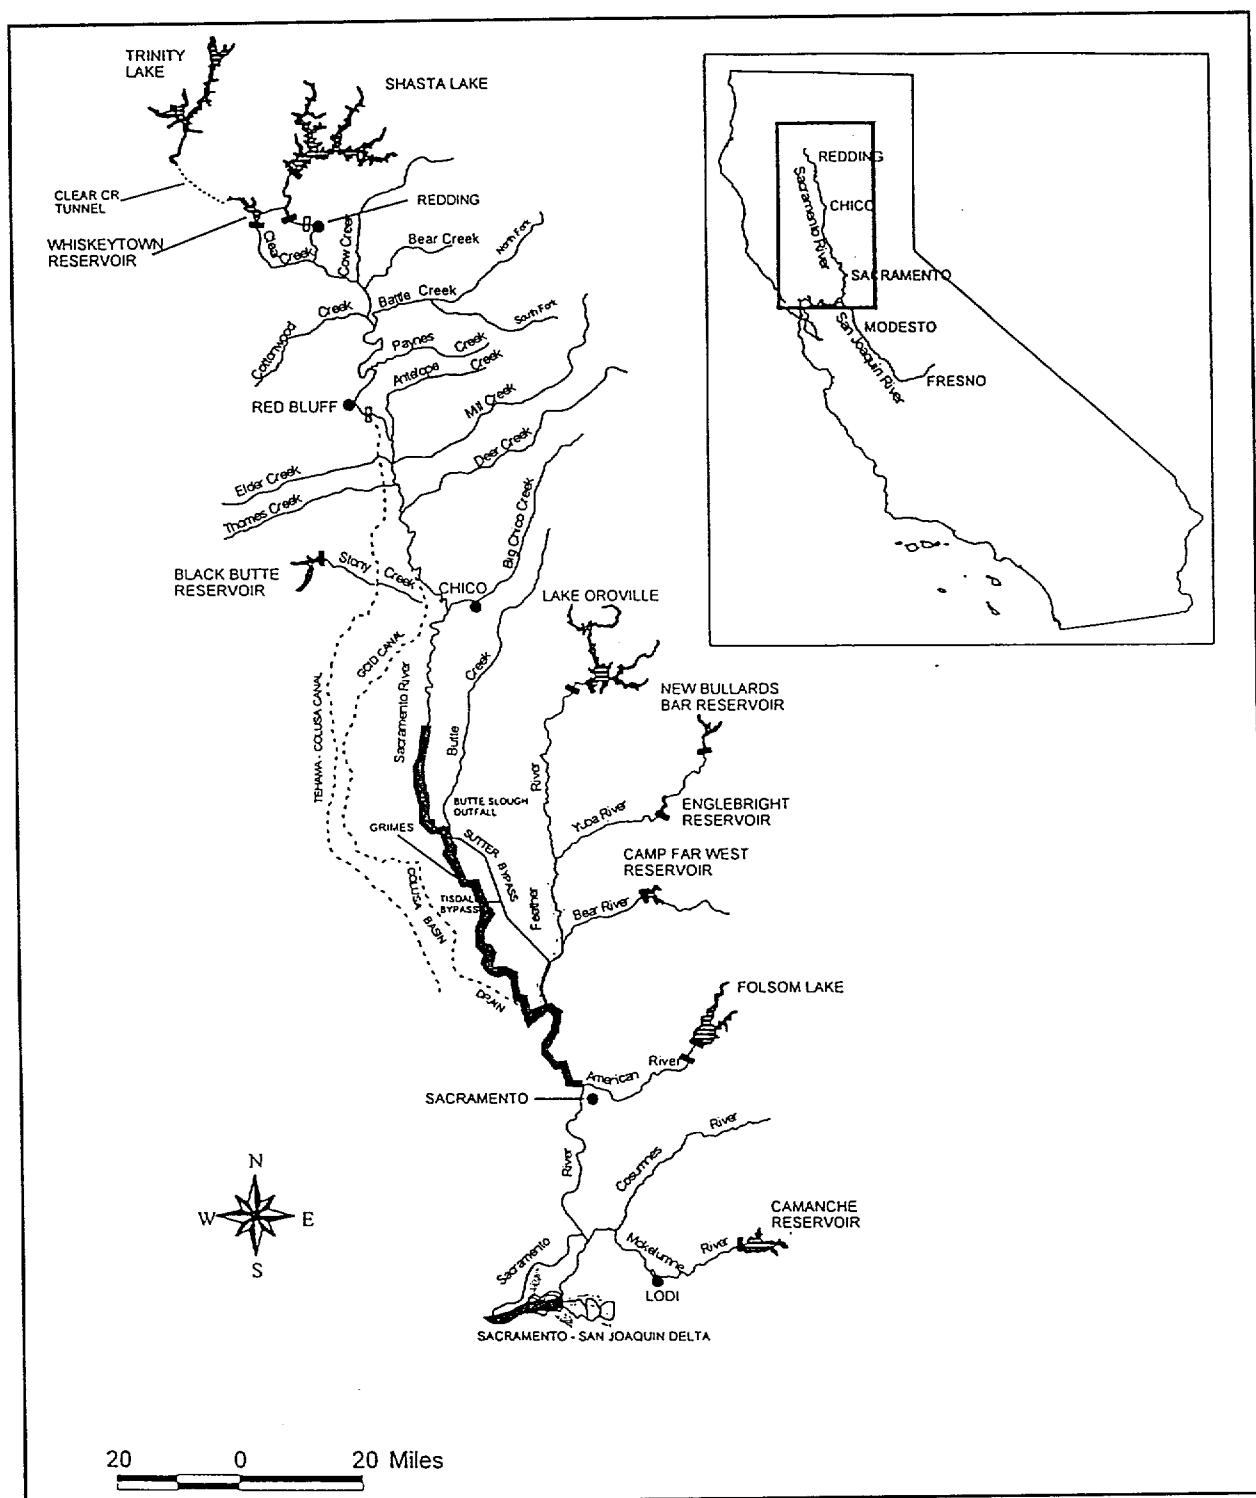 TRINITY
LAKE
SHASTA LAKE
CLEAR CR
TUNNEL
WHISKEYTOWN
RESERVOIR
REDDING
Clear
Creek
Cow Creek
Bear Creek
North Fork
Battle Creek
South Fork
Cottonwood
Creek
Paynes
Creek
Antelope
Creek
RED BLUFF
Mill Creek
Deer Creek
Elder Creek
Thomes Creek
Big Chico Creek
BLACK BUTTE
RESERVOIR
Stony
Creek
CHICO
LAKE OROVILLE
GCID CANAL
TEHAMA - COLUSA CANAL
Sacramento River
Butte
Creek
NEW BULLARDS
BAR RESERVOIR
River
Feather
BUTTE SLOUGH
OUTFALL
GRIMES
SUTTER
BYPASS
Yuba River
ENGLEBRIGHT
RESERVOIR
CAMP FAR WEST
RESERVOIR
TISDAL
BYPASS
COLUSA
BASIN
DRAIN
Bear River
FOLSOM LAKE
American
River
SACRAMENTO
River
Sacramento
Cosumnes
River
Mokelumne
River
CAMANCHE
RESERVOIR
LODI
SACRAMENTO - SAN JOAQUIN DELTA
N
W
E
S
20
0
20 Miles
REDDING
Sacramento River
CHICO
SACRAMENTO
MODESTO
San Joaquin River
FRESNO